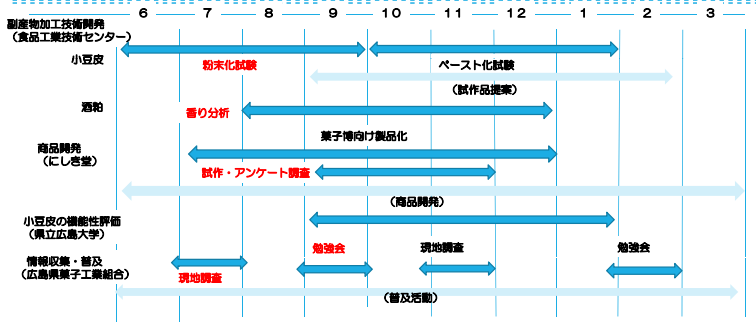 6 7 8 9 10 11 12 1 2 3
副産物加工技術開発
（食品工業技術センター）
小豆皮
粉末化試験
ペースト化試験
（試作品提案）
酒粕
香り分析
菓子博向け製品化
商品開発
（にしき堂）
試作・アンケート調査
（商品開発）
小豆皮の機能性評価
（県立広島大学）
勉強会
現地調査
勉強会
情報収集・普及
（広島県菓子工業組合）
現地調査
（普及活動）